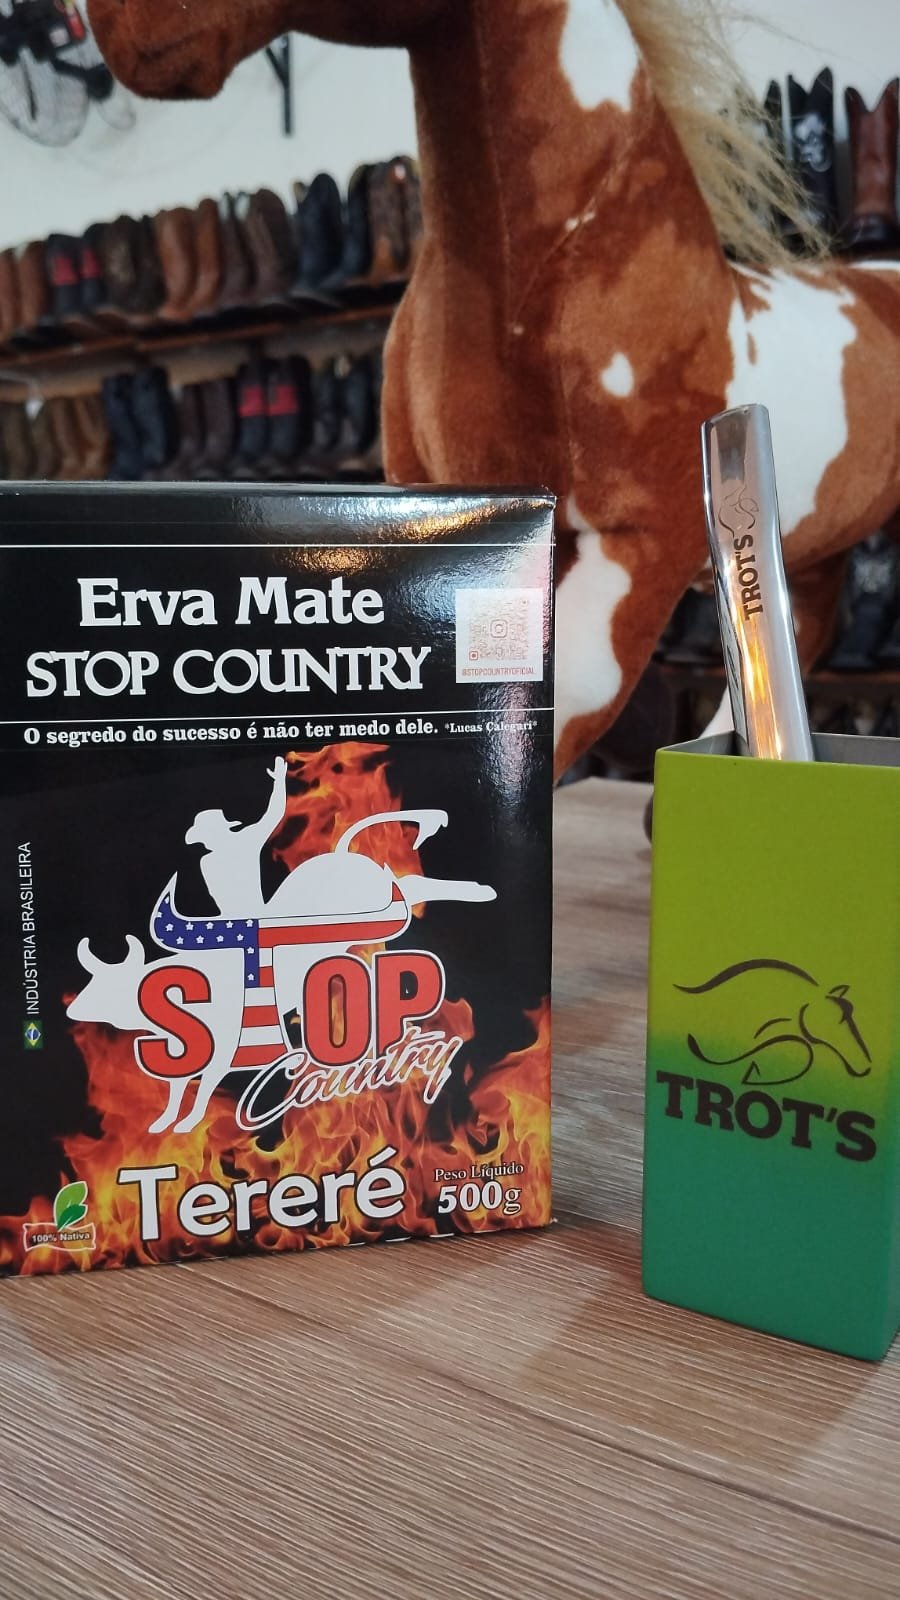 Erva Mate
STOP COUNTRY
@STOPCOUNTRYOFICIAL
O segredo do sucesso é não ter medo dele. *Lucas Calegari*
INDÚSTRIA BRASILEIRA
STOP
Country
Tereré
Peso Líquido
500g
100% Nativa
TROT'S
TROT'S